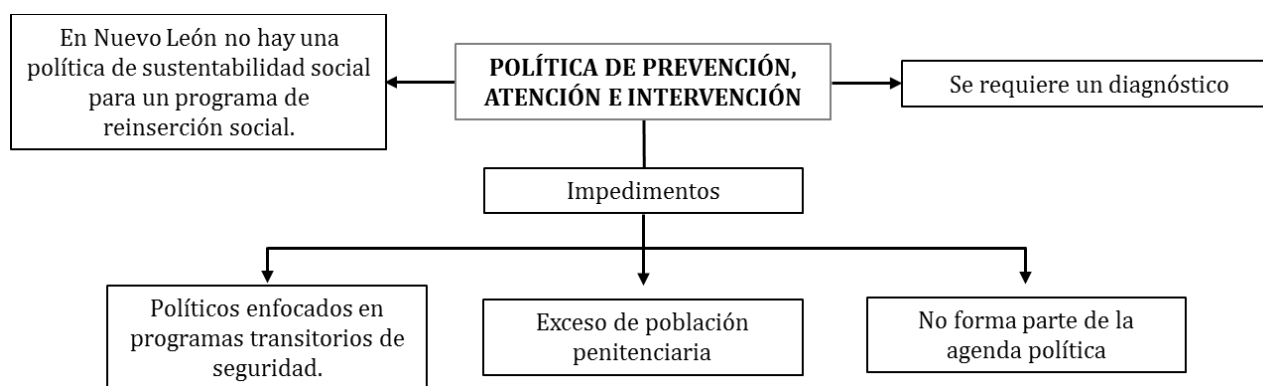 En Nuevo León no hay una
política de sustentabilidad social
para un programa de
reinserción social.
POLÍTICA DE PREVENCIÓN,
ATENCIÓN E INTERVENCIÓN
Se requiere un diagnóstico
Impedimentos
Políticos enfocados en
programas transitorios de
seguridad.
Exceso de población
penitenciaria
No forma parte de la
agenda política